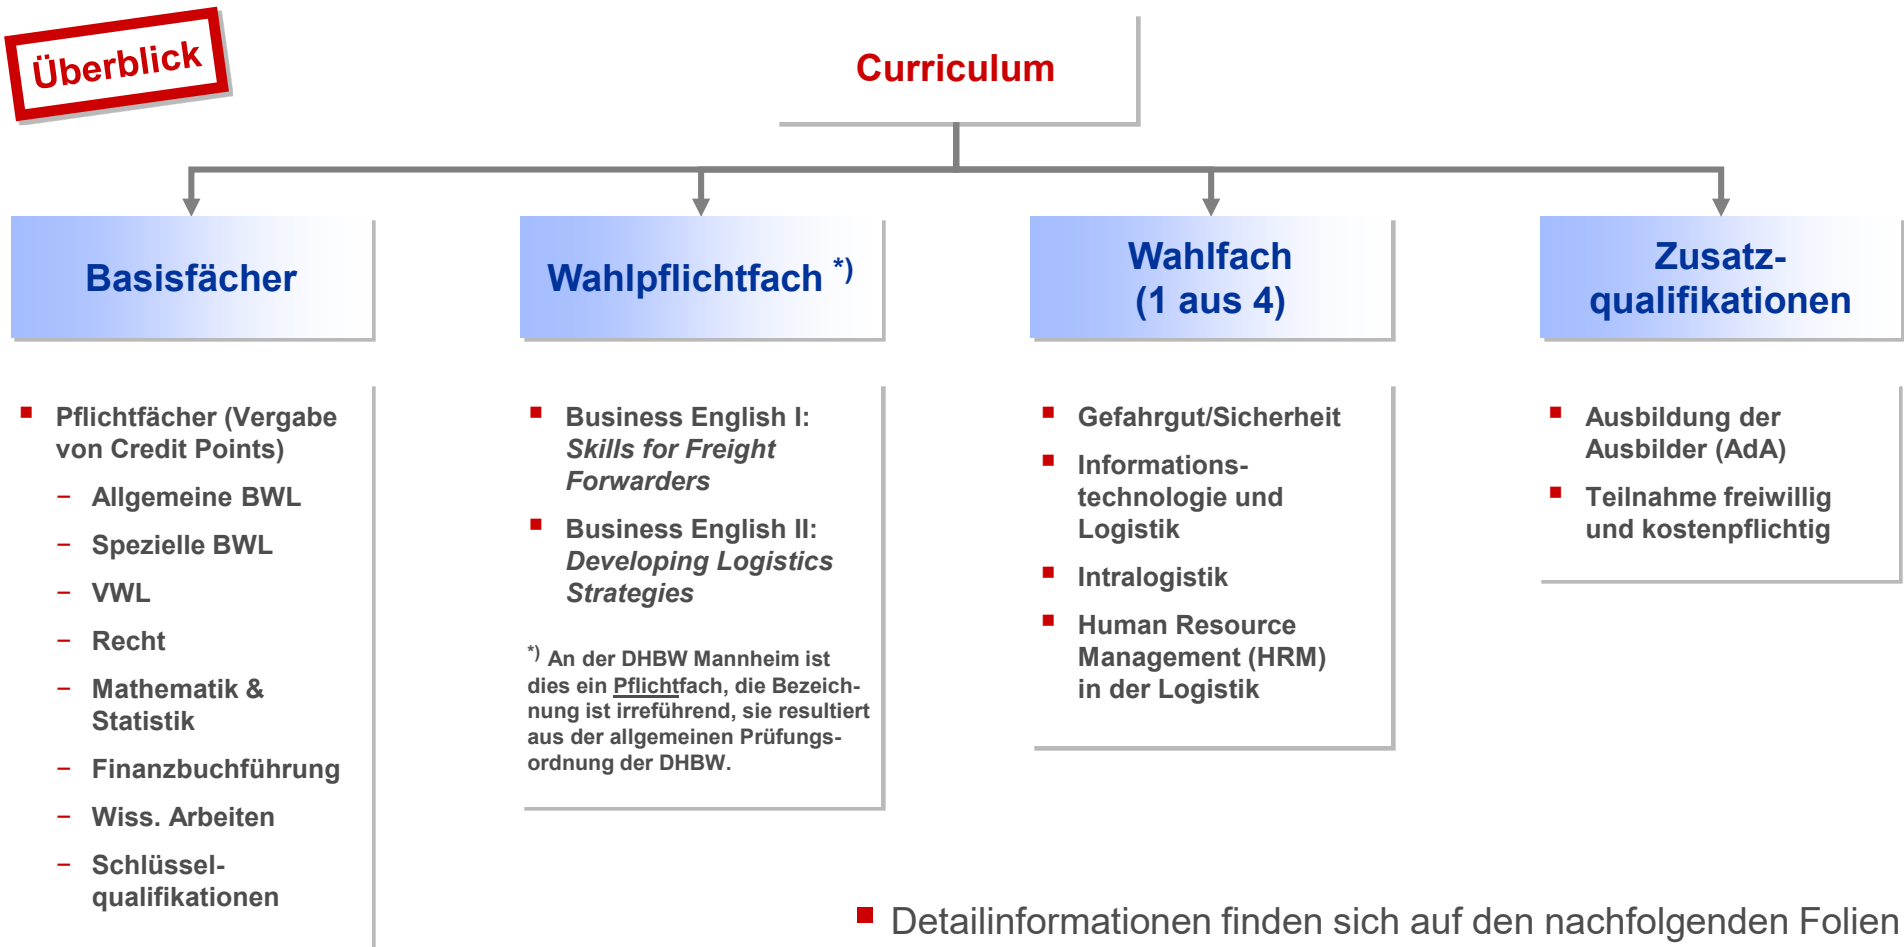 Überblick
Curriculum
Basisfächer
Pflichtfächer (Vergabe
von Credit Points)
– Allgemeine BWL
– Spezielle BWL
– VWL
– Recht
– Mathematik &
Statistik
– Finanzbuchführung
– Wiss. Arbeiten
– Schlüssel-
qualifikationen
Wahlpflichtfach *)
Business English I:
Skills for Freight
Forwarders
Business English II:
Developing Logistics
Strategies
*) An der DHBW Mannheim ist
dies ein Pflichtfach, die Bezeich-
nung ist irreführend, sie resultiert
aus der allgemeinen Prüfungs-
ordnung der DHBW.
Wahlfach
(1 aus 4)
Gefahrgut/Sicherheit
Informations-
technologie und
Logistik
Intralogistik
Human Resource
Management (HRM)
in der Logistik
Zusatz-
qualifikationen
Ausbildung der
Ausbilder (AdA)
Teilnahme freiwillig
und kostenpflichtig
Detailinformationen finden sich auf den nachfolgenden Folien